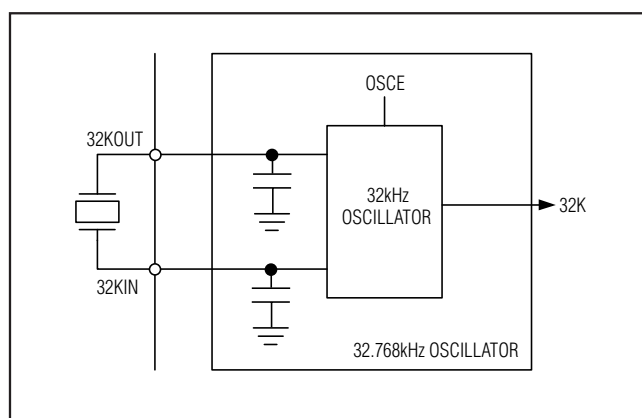 OSCE
32KOUT
32kHz
OSCILLATOR
32K
32KIN
32.768kHz OSCILLATOR